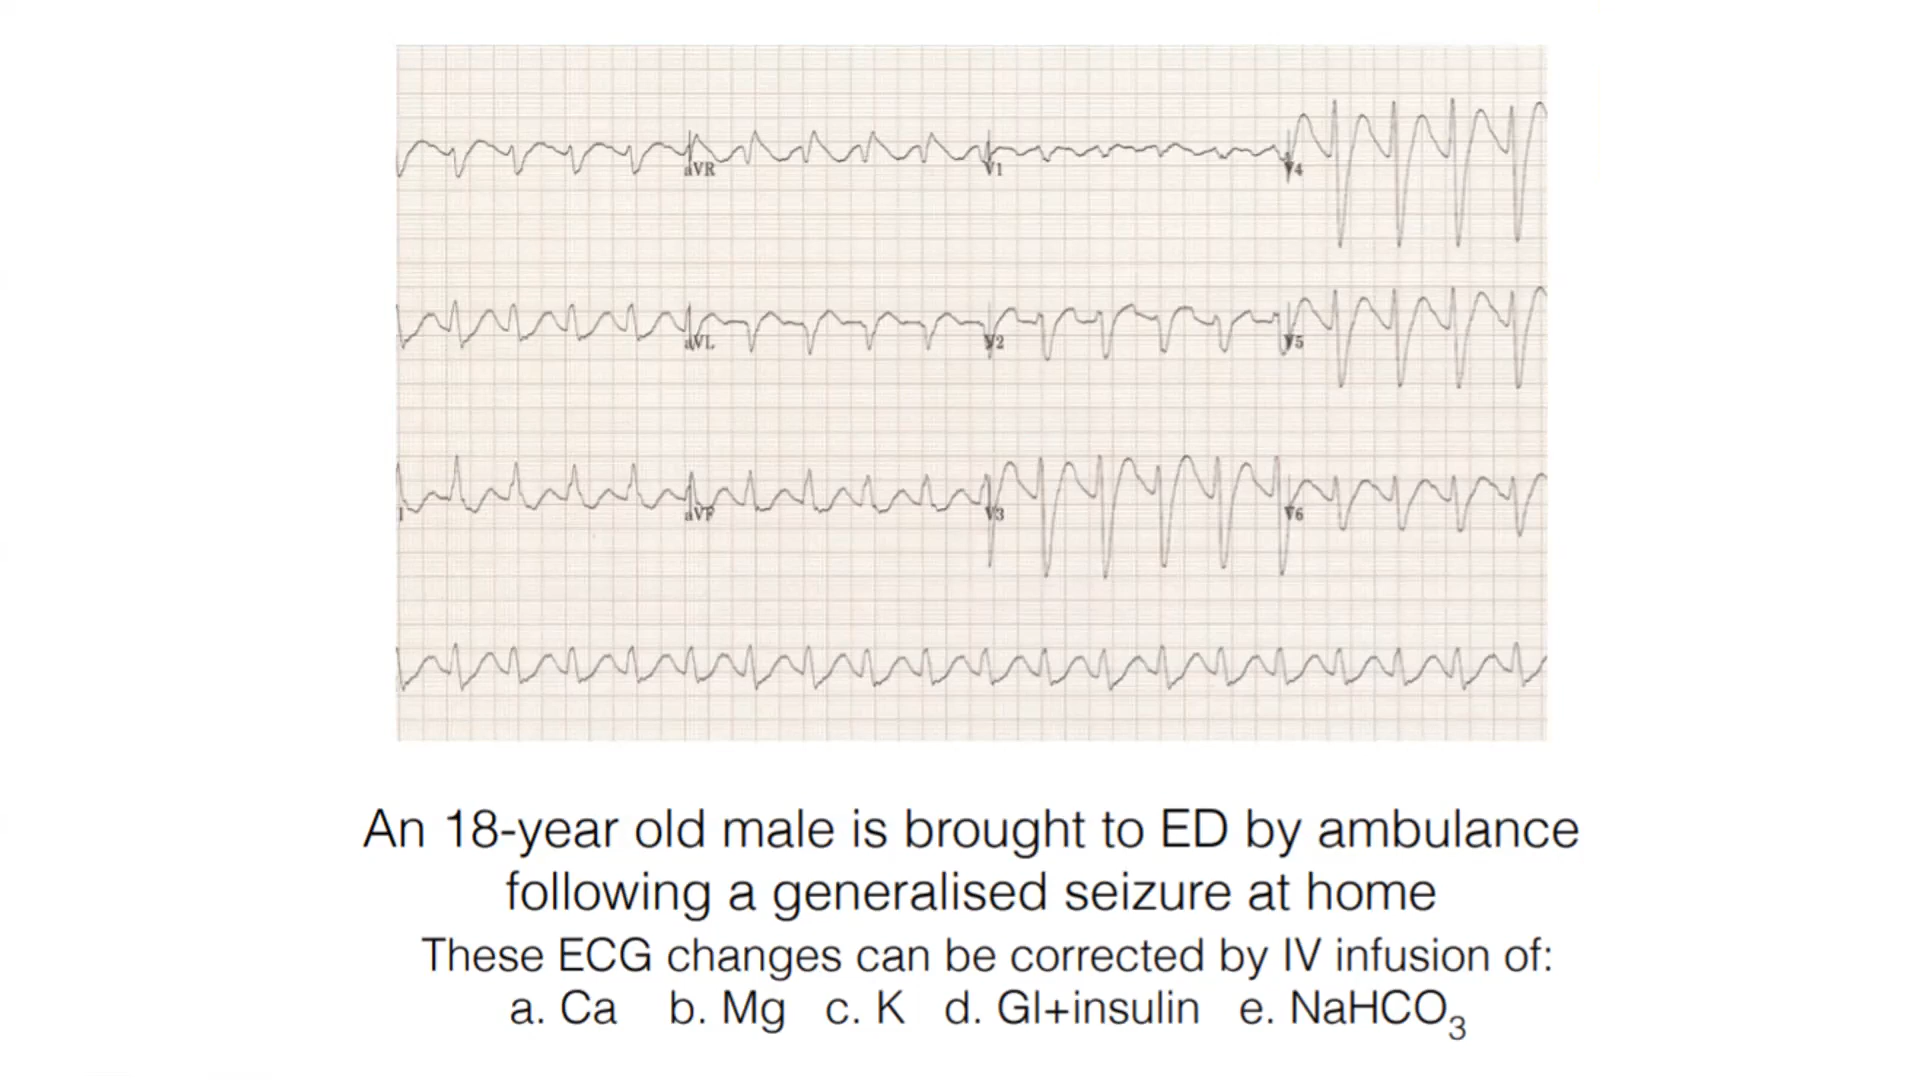 aVR V1 V4
aVL V2 V5
aVF V3 V6
An 18-year old male is brought to ED by ambulance
following a generalised seizure at home
These ECG changes can be corrected by IV infusion of:
a. Ca b. Mg c. K d. Gl+insulin e. NaHCO₃